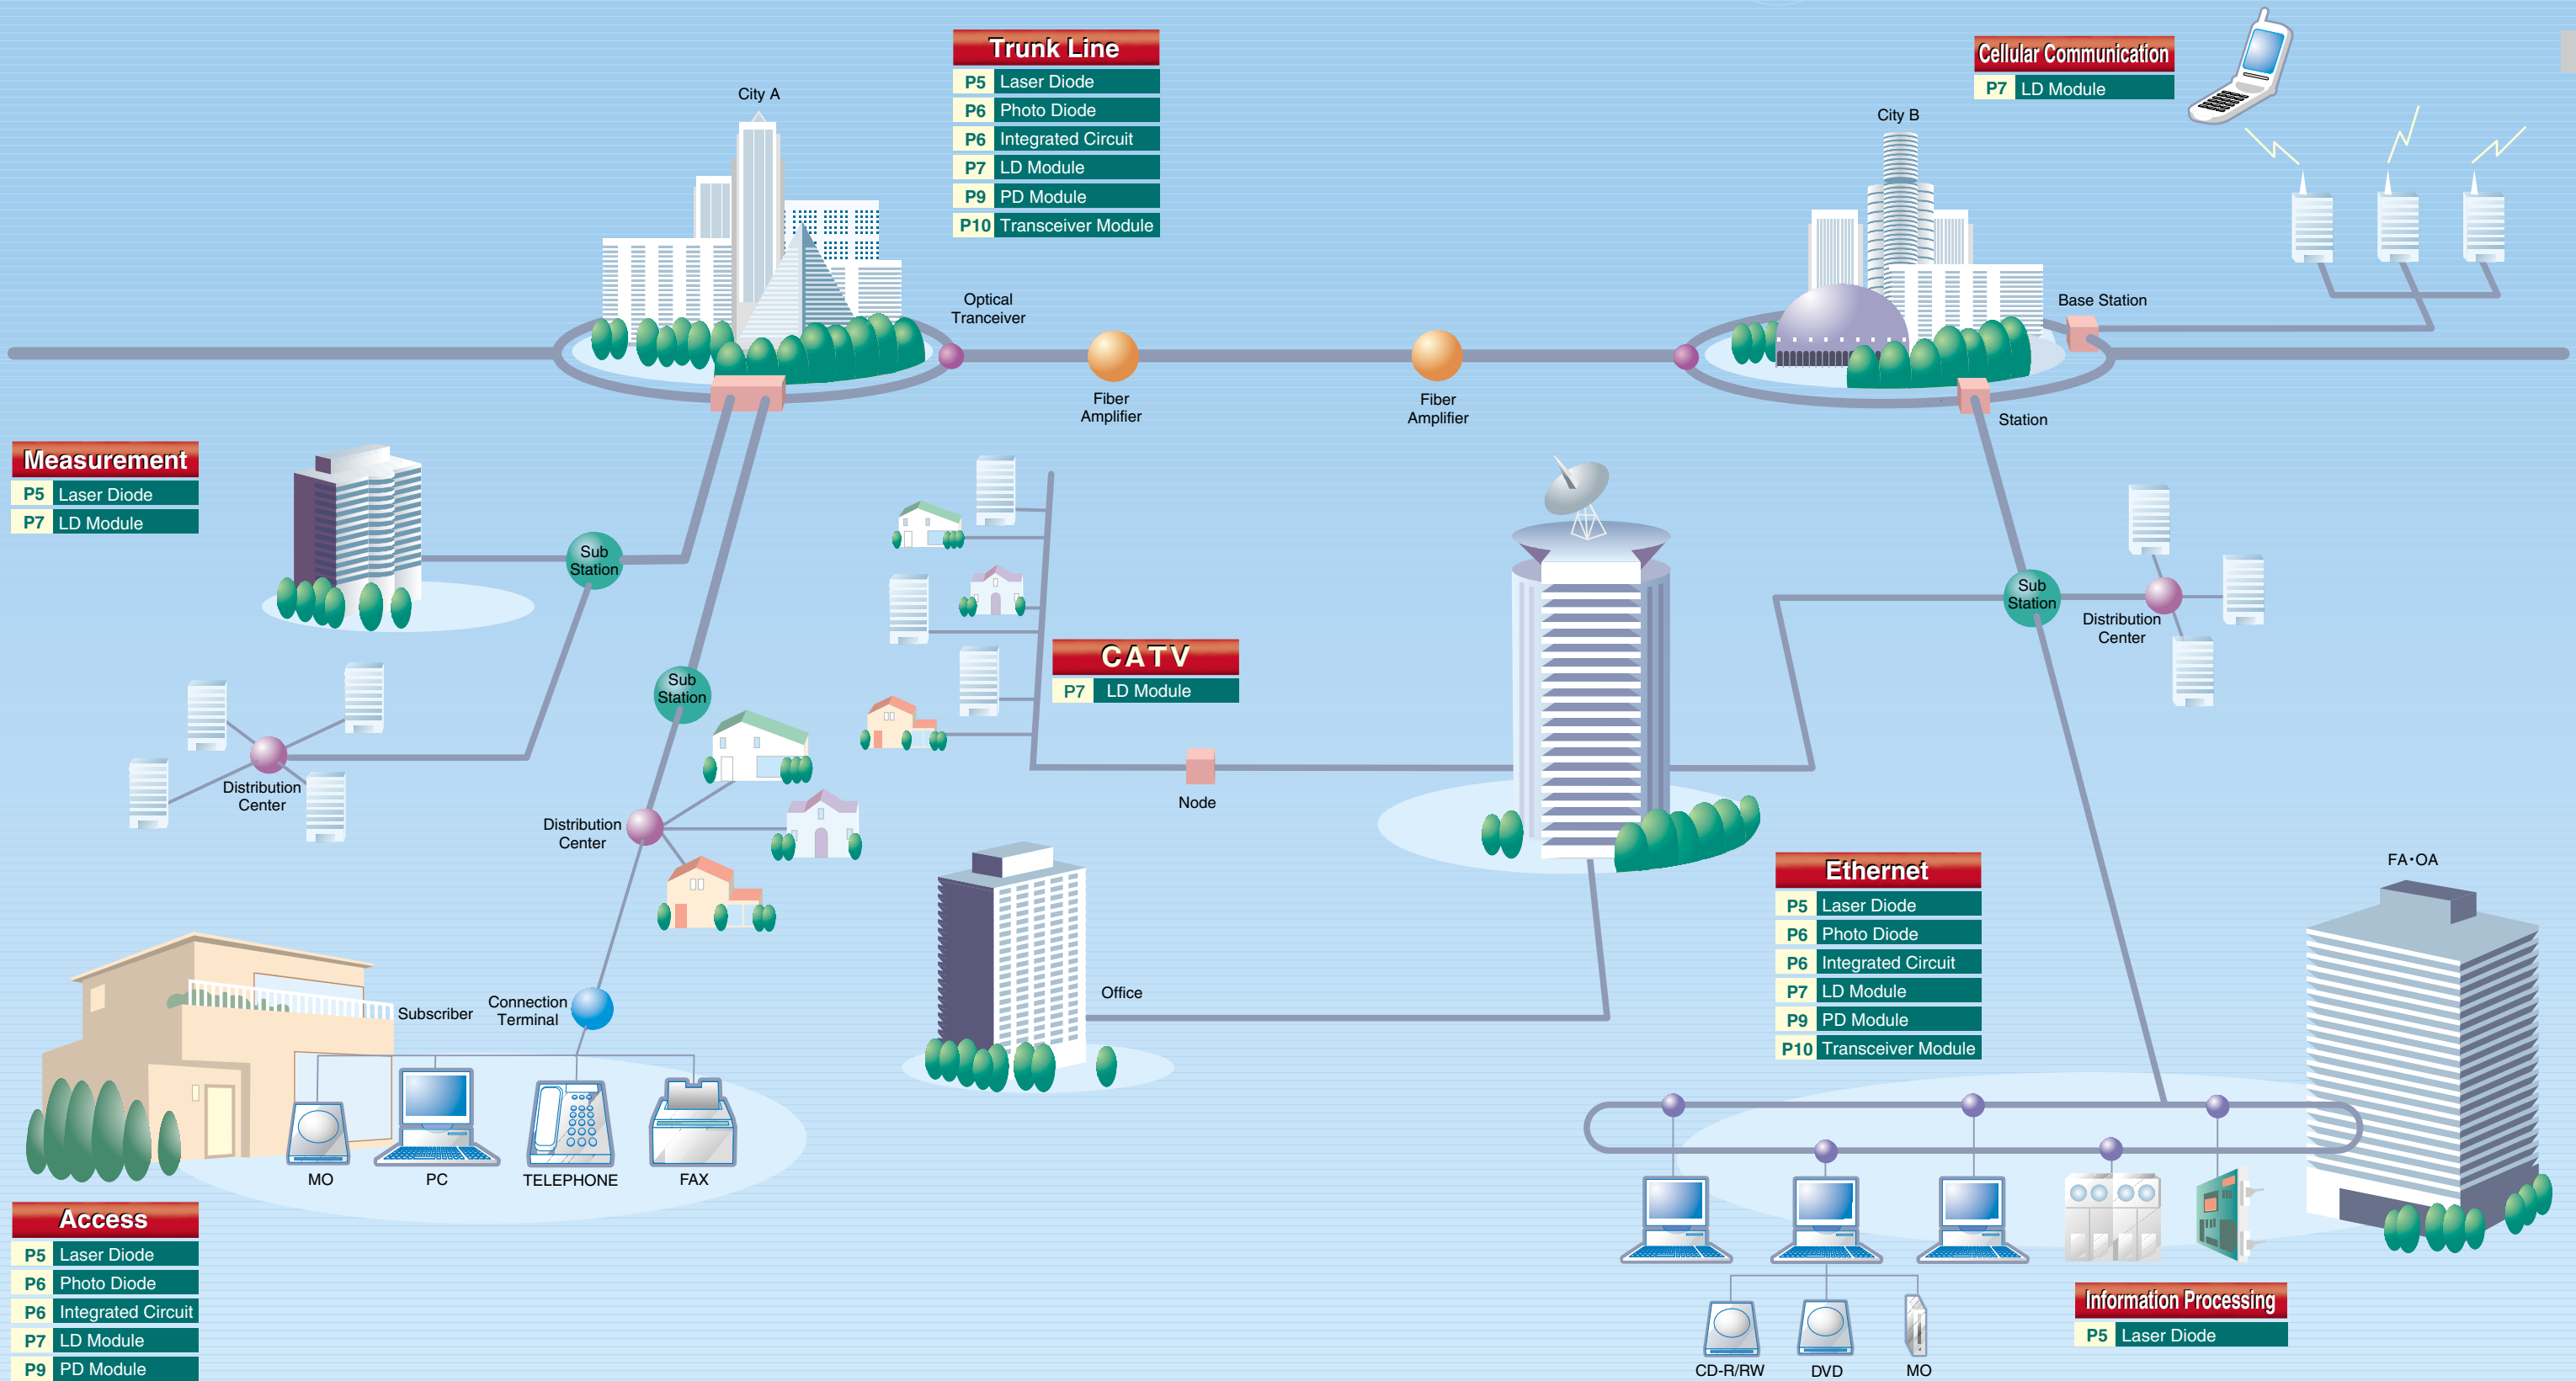 Trunk Line
P5 Laser Diode
P6 Photo Diode
P6 Integrated Circuit
P7 LD Module
P9 PD Module
P10 Transceiver Module
Cellular Communication
P7 LD Module
City A
City B
Optical
Tranceiver
Base Station
Fiber
Amplifier
Fiber
Amplifier
Station
Measurement
P5 Laser Diode
P7 LD Module
Sub
Station
Sub
Station
Sub
Station
Distribution
Center
CATV
P7 LD Module
Distribution
Center
Node
Distribution
Center
Ethernet
P5 Laser Diode
P6 Photo Diode
P6 Integrated Circuit
P7 LD Module
P9 PD Module
P10 Transceiver Module
FA・OA
Office
Subscriber
Connection
Terminal
MO
PC
TELEPHONE
FAX
Access
P5 Laser Diode
P6 Photo Diode
P6 Integrated Circuit
P7 LD Module
P9 PD Module
Information Processing
P5 Laser Diode
CD-R/RW
DVD
MO